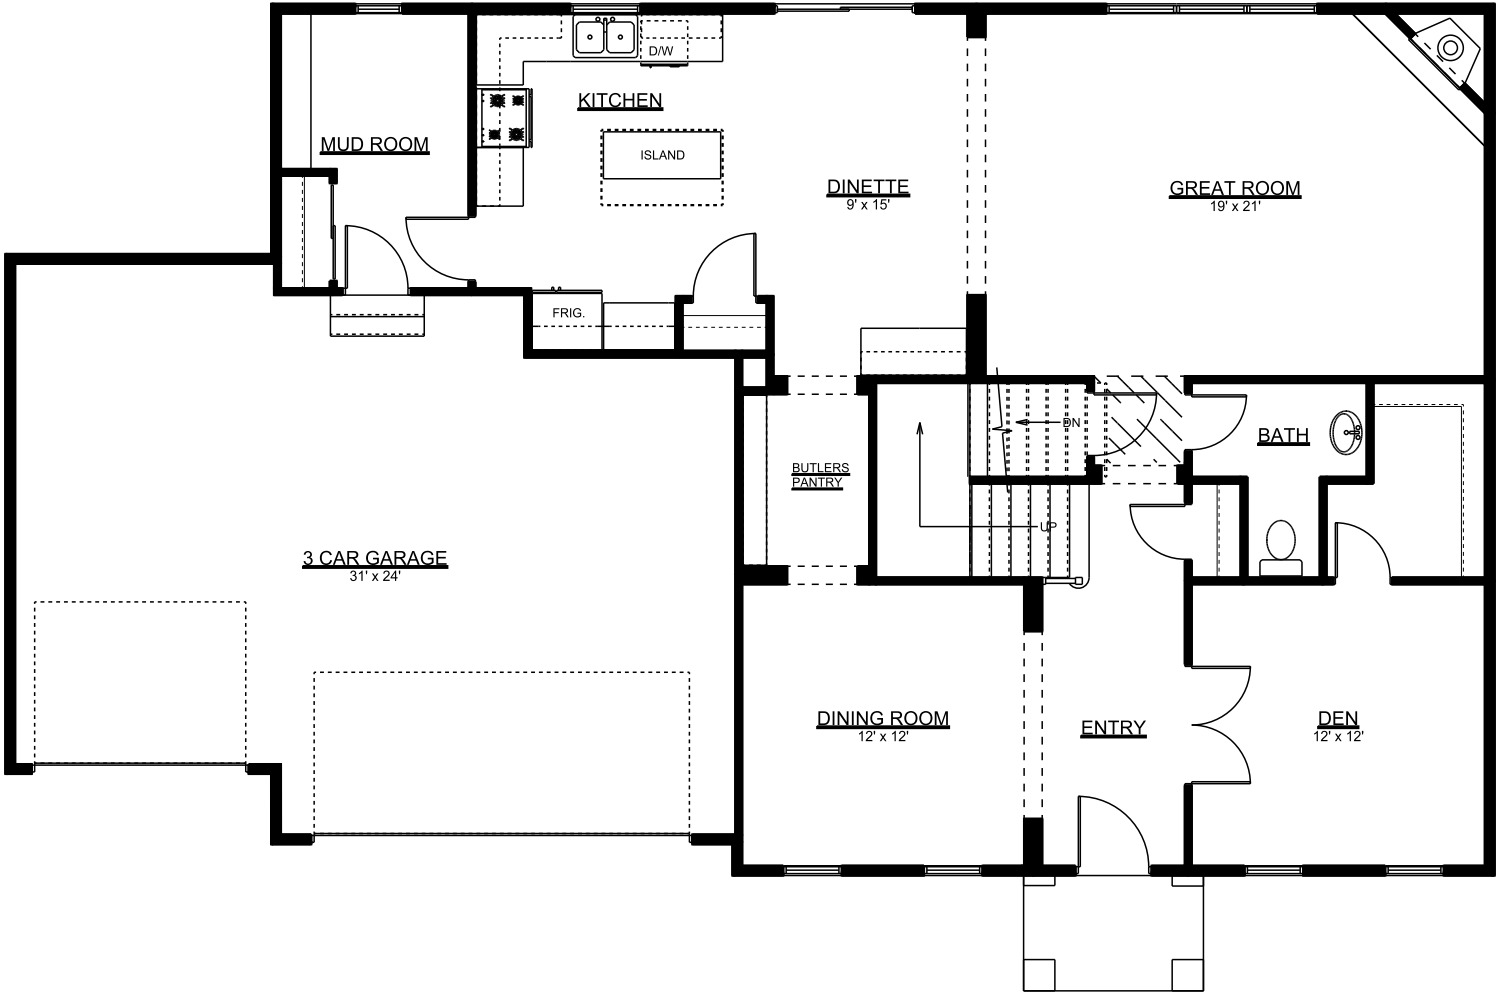 D/W
KITCHEN
MUD ROOM
ISLAND
DINETTE
9' x 15'
GREAT ROOM
19' x 21'
FRIG.
DN
BATH
BUTLERS
PANTRY
UP
3 CAR GARAGE
31' x 24'
DINING ROOM
12' x 12'
ENTRY
DEN
12' x 12'